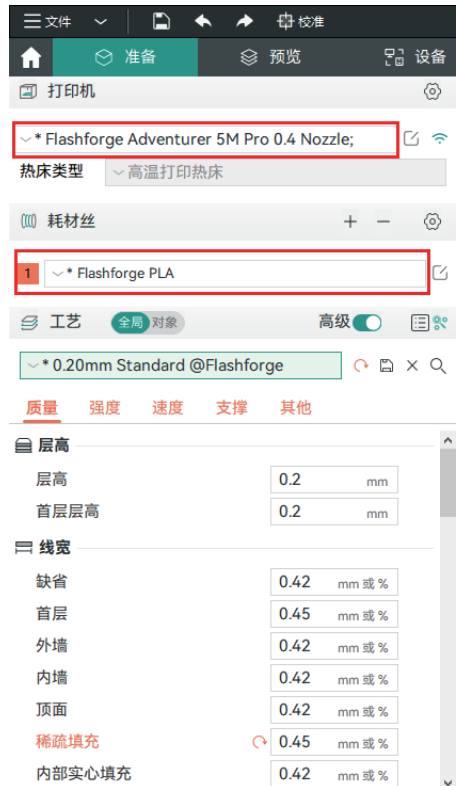 文件 校准
准备 预览 设备
打印机
* Flashforge Adventurer 5M Pro 0.4 Nozzle;
热床类型 高温打印热床
耗材丝 + −
1 * Flashforge PLA
工艺 全局 对象 高级
* 0.20mm Standard @Flashforge
质量 强度 速度 支撑 其他
层高
层高 0.2 mm
首层层高 0.2 mm
线宽
缺省 0.42 mm 或 %
首层 0.45 mm 或 %
外墙 0.42 mm 或 %
内墙 0.42 mm 或 %
顶面 0.42 mm 或 %
稀疏填充 0.45 mm 或 %
内部实心填充 0.42 mm 或 %